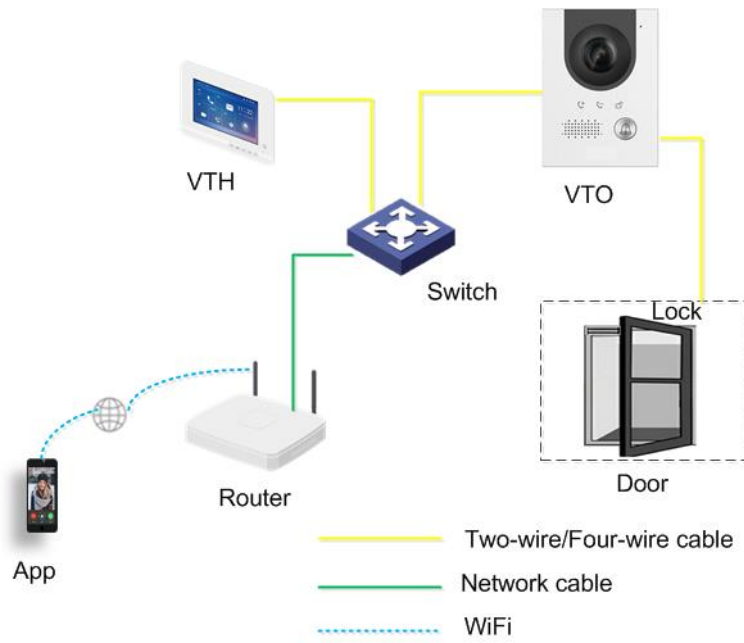 VTH
VTO
Switch
Lock
Router
Door
App
Two-wire/Four-wire cable
Network cable
WiFi